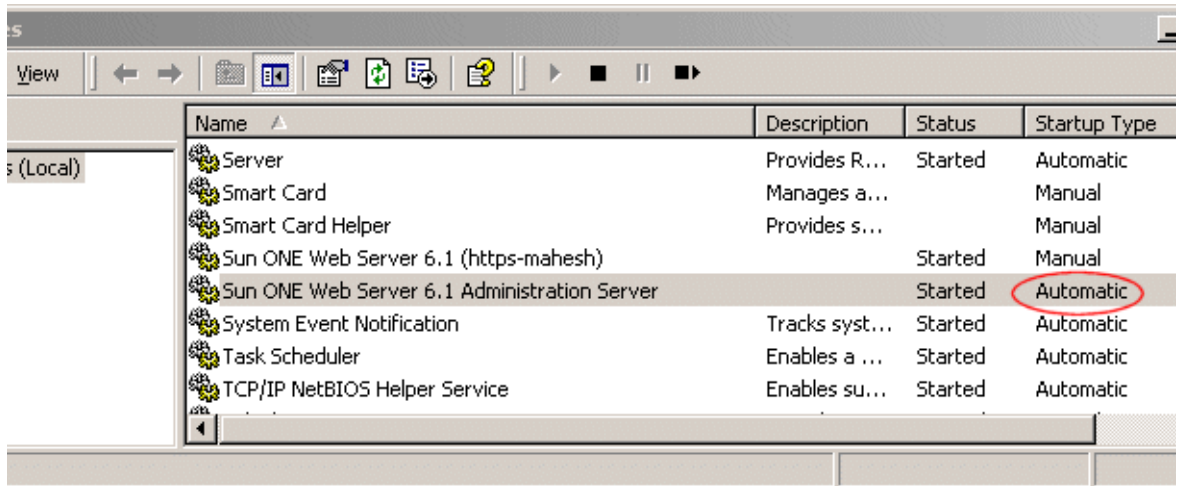 es
View
Name Description Status Startup Type
s (Local)
Server Provides R... Started Automatic
Smart Card Manages a... Manual
Smart Card Helper Provides s... Manual
Sun ONE Web Server 6.1 (https-mahesh) Started Manual
Sun ONE Web Server 6.1 Administration Server Started Automatic
System Event Notification Tracks syst... Started Automatic
Task Scheduler Enables a ... Started Automatic
TCP/IP NetBIOS Helper Service Enables su... Started Automatic